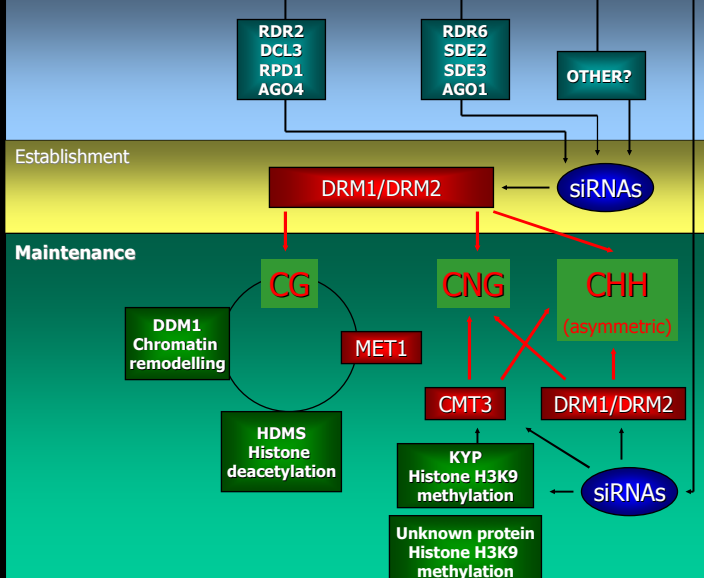 RDR2
DCL3
RPD1
AGO4
RDR6
SDE2
SDE3
AGO1
OTHER?
Establishment
DRM1/DRM2
siRNAs
Maintenance
CG
CNG
CHH
(asymmetric)
DDM1
Chromatin
remodelling
MET1
HDMS
Histone
deacetylation
CMT3
DRM1/DRM2
KYP
Histone H3K9
methylation
siRNAs
Unknown protein
Histone H3K9
methylation